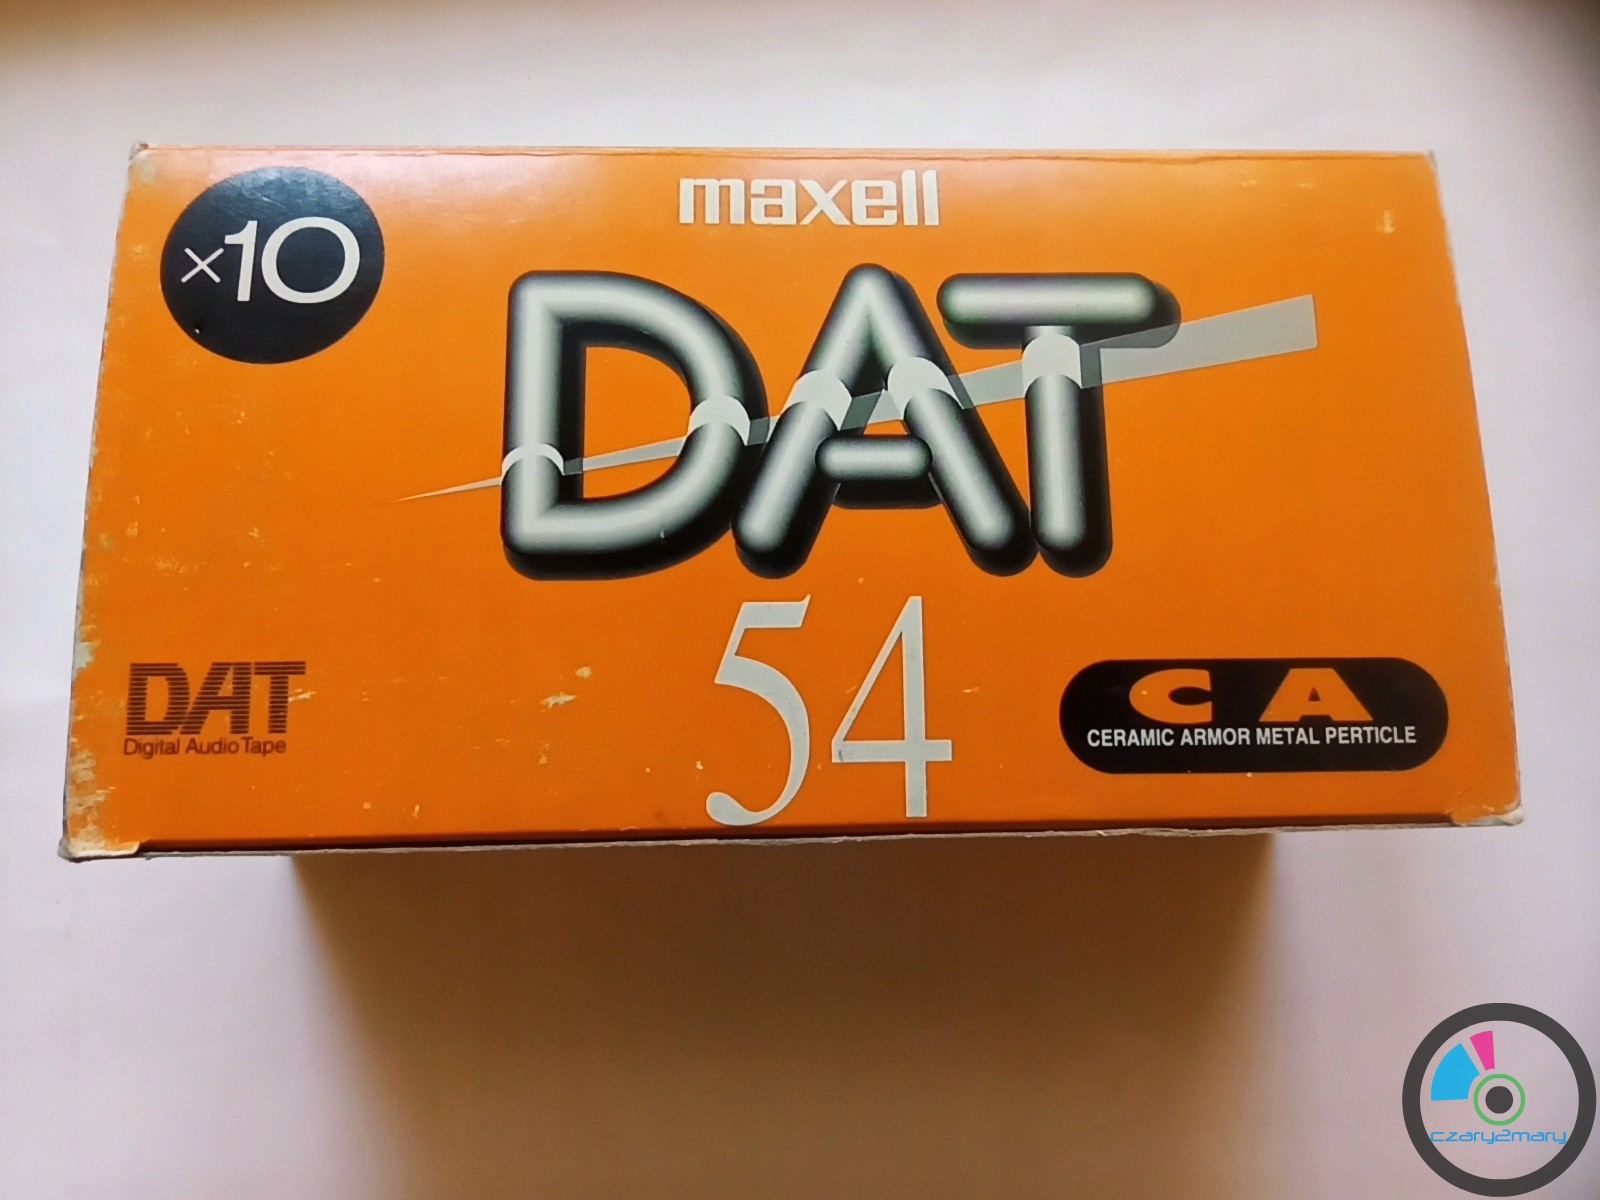 maxell
×10
DAT
54
DAT
Digital Audio Tape
CA
CERAMIC ARMOR METAL PERTICLE
czary2mary